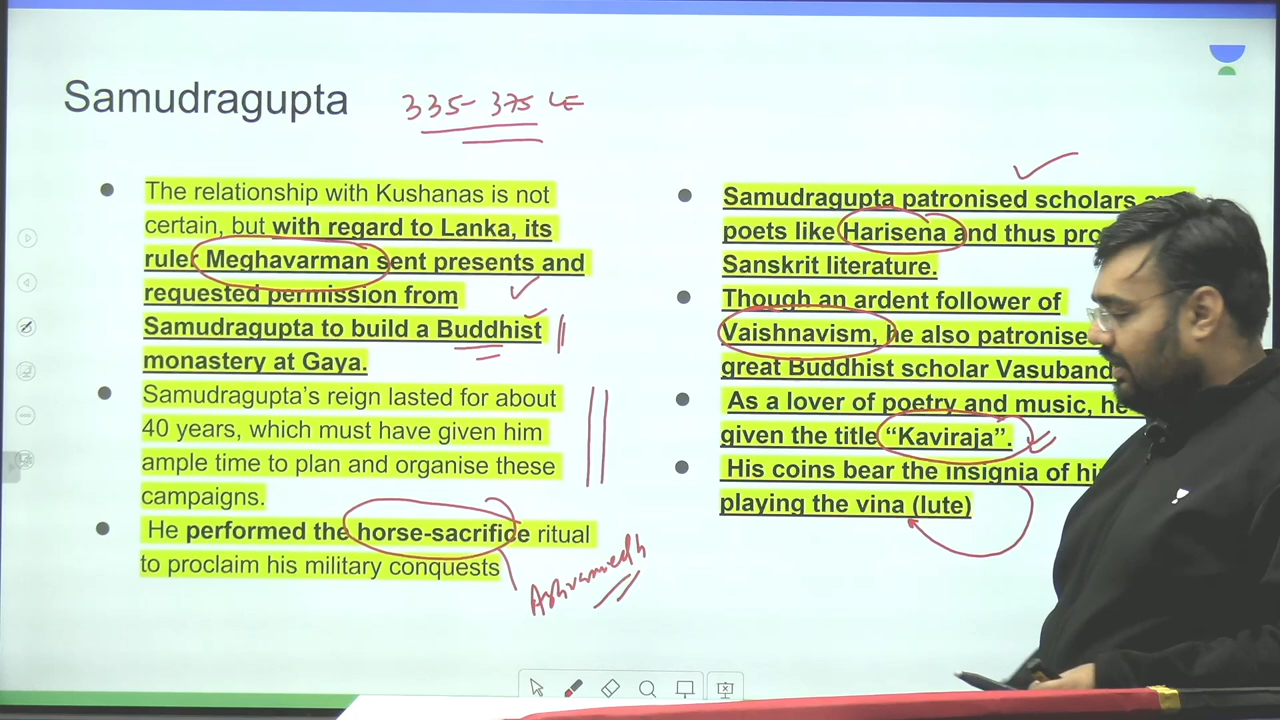 Samudragupta 335-375 CE
The relationship with Kushanas is not
certain, but with regard to Lanka, its
ruler Meghavarman sent presents and
requested permission from
Samudragupta to build a Buddhist
monastery at Gaya.
Samudragupta's reign lasted for about
40 years, which must have given him
ample time to plan and organise these
campaigns.
He performed the horse-sacrifice ritual
to proclaim his military conquests
Ashvamedh
Samudragupta patronised scholars
poets like Harisena and thus
Sanskrit literature.
Though an ardent follower of
Vaishnavism, he also
great Buddhist scholar
As a lover of poetry and music, he
given the title "Kaviraja".
His coins bear the insignia of
playing the vina (lute)